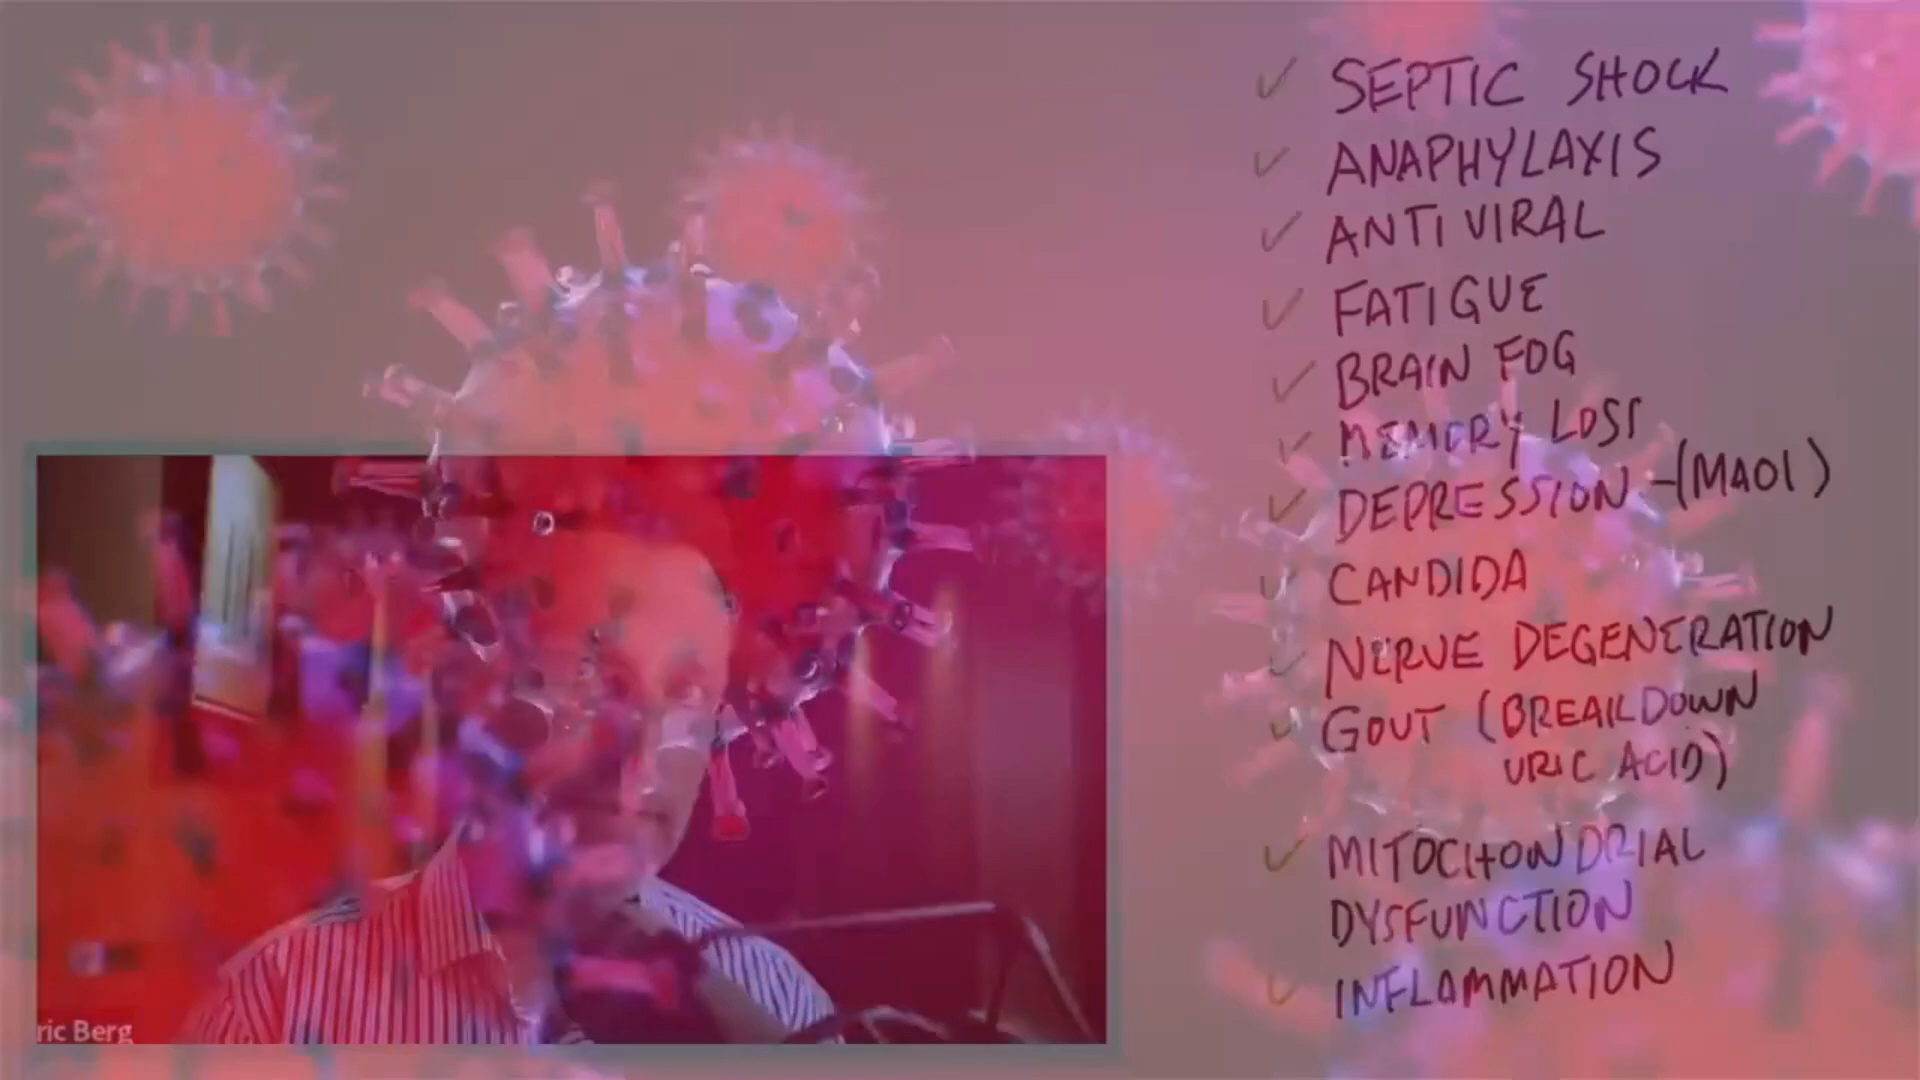 SEPTIC SHOCK
ANAPHYLAXIS
ANTIVIRAL
FATIGUE
BRAIN FOG
MEMORY LOSS
DEPRESSION -(MAOI)
CANDIDA
NERVE DEGENERATION
GOUT (BREAKDOWN
URIC ACID)
MITOCHONDRIAL
DYSFUNCTION
INFLAMMATION
ric Berg